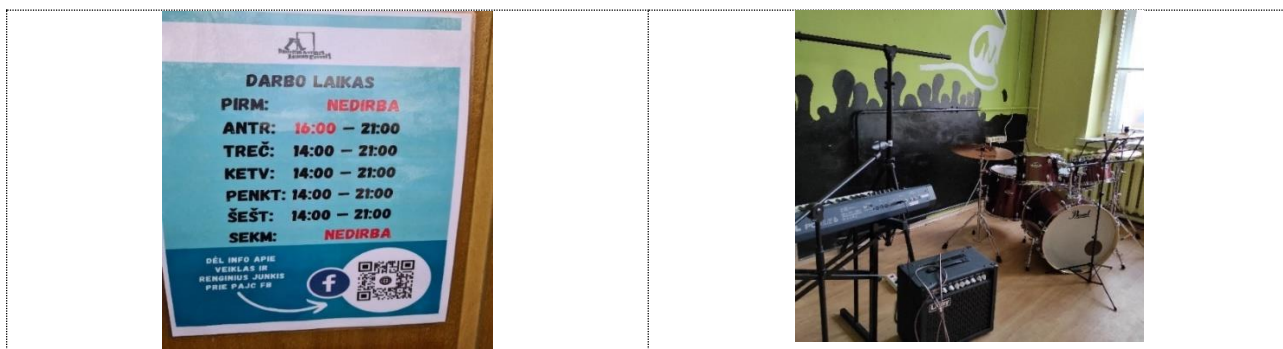 DARBO LAIKAS
PIRM: NEDIRBA
ANTR: 16:00 – 21:00
TREČ: 14:00 – 21:00
KETV: 14:00 – 21:00
PENKT: 14:00 – 21:00
ŠEŠT: 14:00 – 21:00
SEKM: NEDIRBA
DĖL INFO APIE
VEIKLAS IR
RENGINIUS JUNKIS
PRIE PAJC FB
f
Pearl